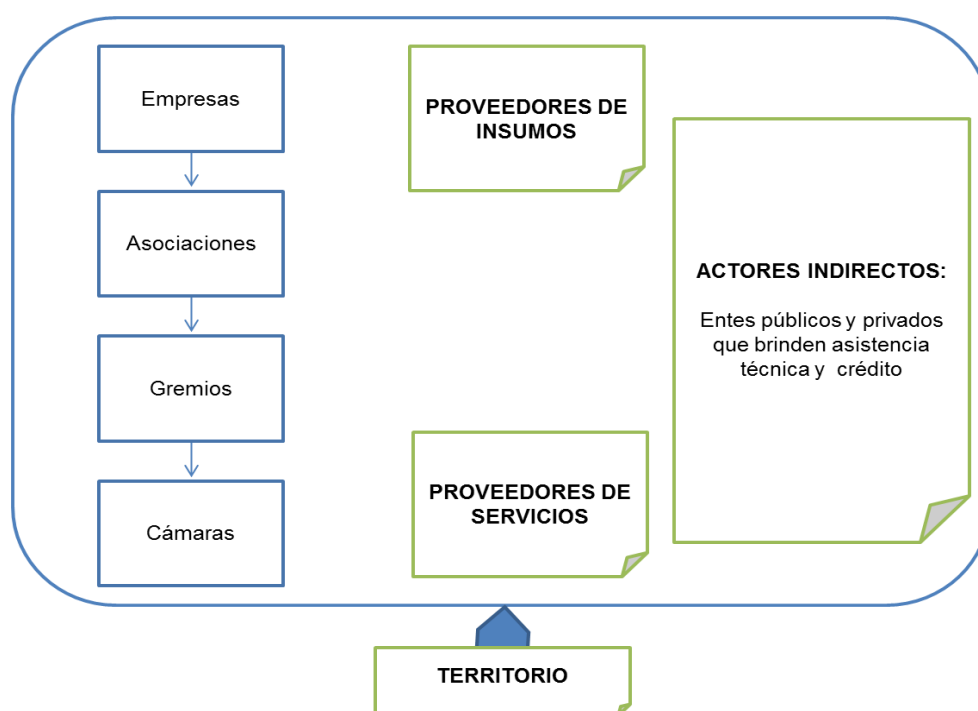 Empresas
Asociaciones
Gremios
Cámaras
PROVEEDORES DE
INSUMOS
PROVEEDORES DE
SERVICIOS
ACTORES INDIRECTOS:
Entes públicos y privados
que brinden asistencia
técnica y crédito
TERRITORIO